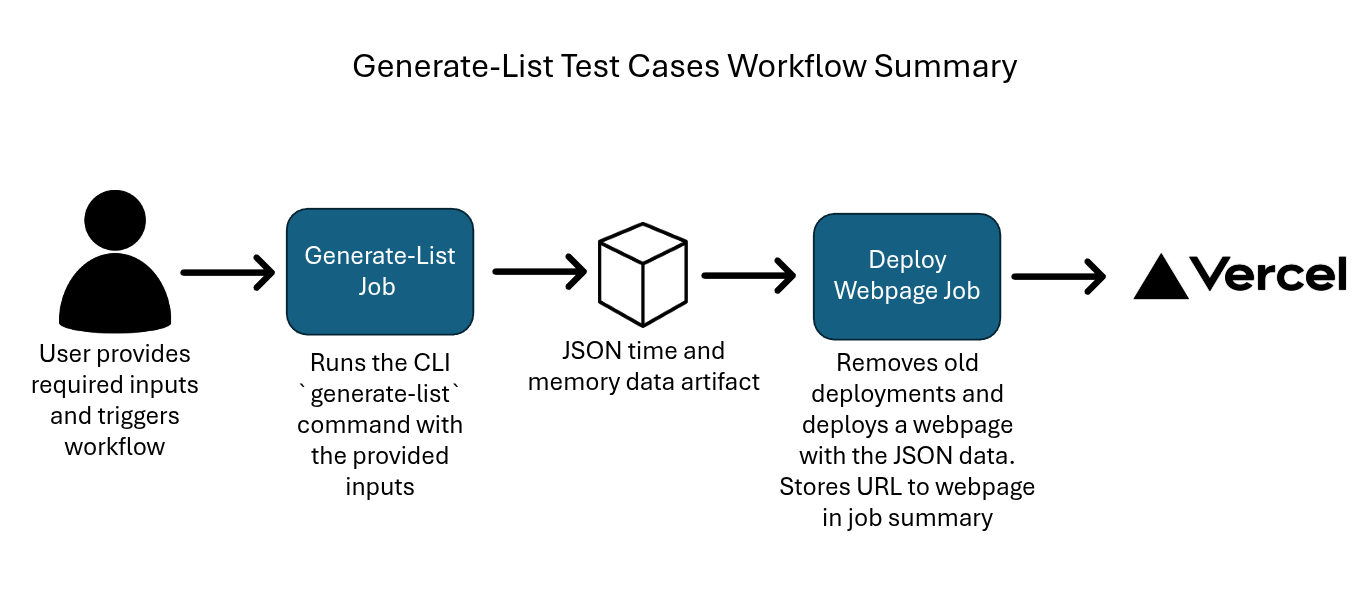 Generate-List Test Cases Workflow Summary
User provides
required inputs
and triggers
workflow
Generate-List
Job
Runs the CLI
`generate-list`
command with
the provided
inputs
JSON time and
memory data artifact
Deploy
Webpage Job
Removes old
deployments and
deploys a webpage
with the JSON data.
Stores URL to webpage
in job summary
Vercel